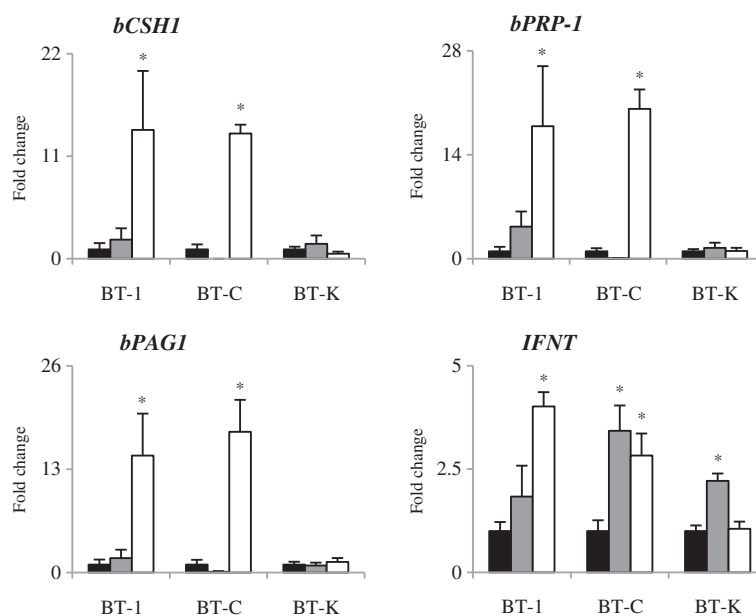 bCSH1
22
*
*
11
Fold change
0
BT-1 BT-C BT-K
bPRP-1
28
*
*
14
Fold change
0
BT-1 BT-C BT-K
bPAG1
26
*
*
13
Fold change
0
BT-1 BT-C BT-K
IFNT
5
*
*
*
*
2.5
Fold change
0
BT-1 BT-C BT-K